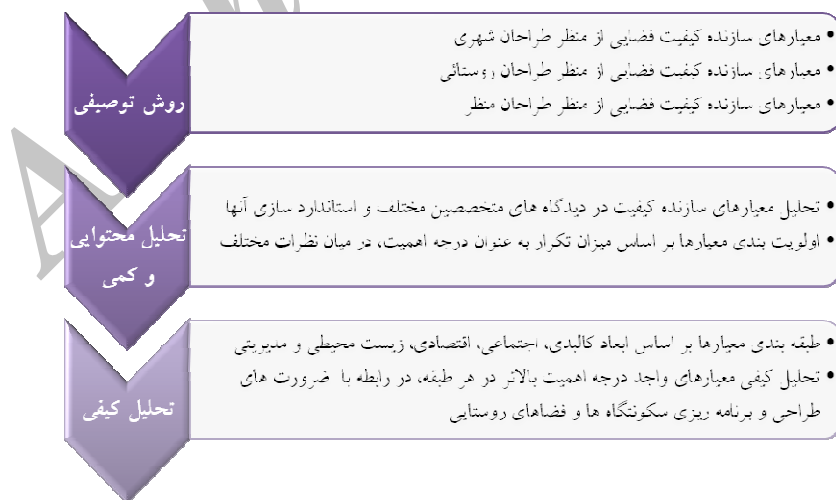 روش توصیفی
• معیارهای سازنده کیفیت فضایی از منظر طراحان شهری
• معیارهای سازنده کیفیت فضایی از منظر طراحان روستائی
• معیارهای سازنده کیفیت فضایی از منظر طراحان منظر
تحلیل محتوایی
و کمی
• تحلیل معیارهای سازنده کیفیت در دیدگاه های متخصصین مختلف و استاندارد سازی آنها
• اولویت بندی معیارها بر اساس میزان تکرار به عنوان درجه اهمیت، در میان نظرات مختلف
تحلیل کیفی
• طبقه بندی معیارها بر اساس ابعاد کالبدی، اجتماعی، اقتصادی، زیست محیطی و مدیریتی
• تحلیل کیفی معیارهای واجد درجه اهمیت بالاتر در هر طبقه، در رابطه با ضرورت های
طراحی و برنامه ریزی سکونتگاه ها و فضاهای روستایی